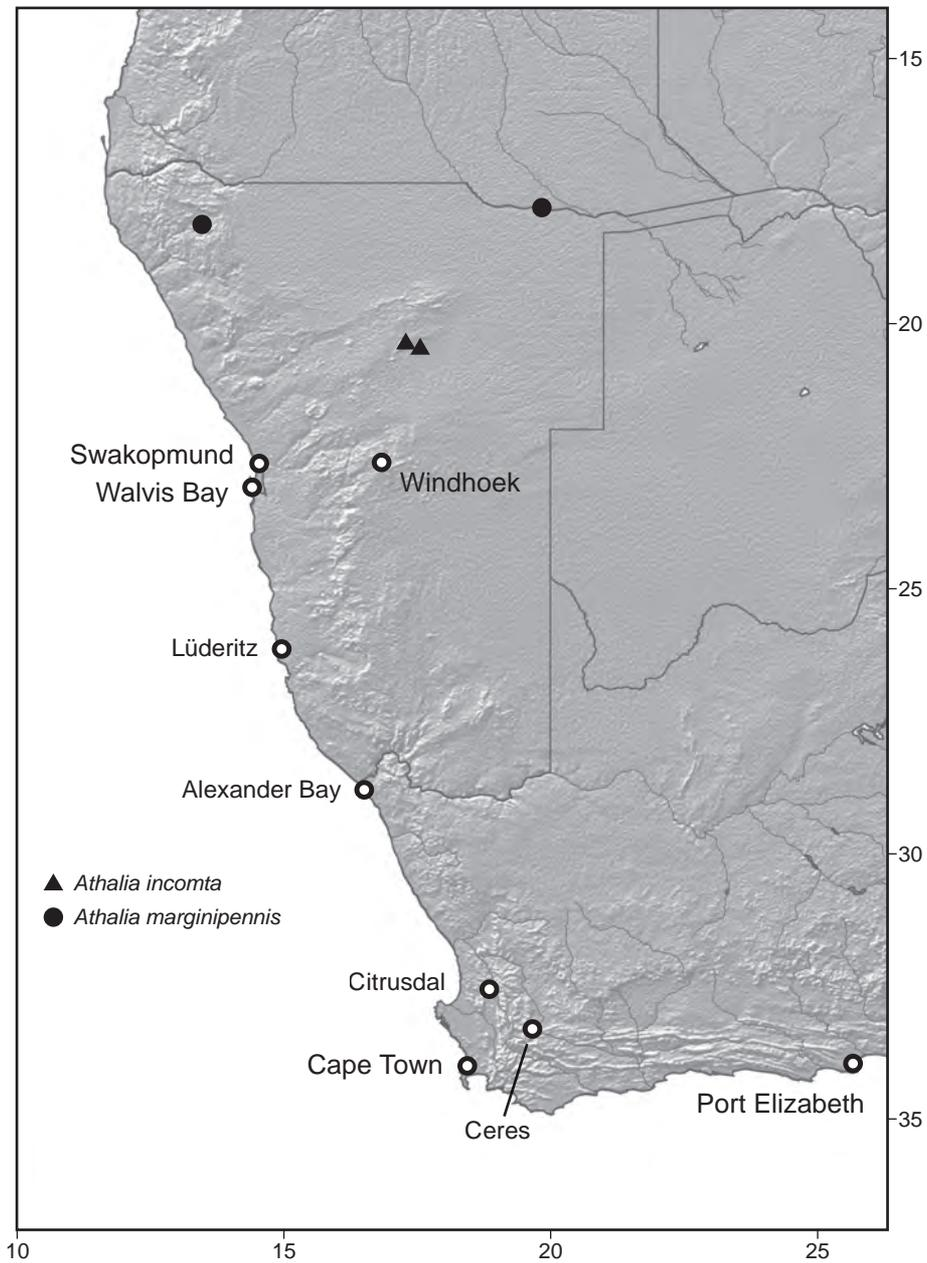 15
20
Swakopmund
Walvis Bay
Windhoek
25
Lüderitz
Alexander Bay
30
Athalia incomta
Athalia marginipennis
Citrusdal
Cape Town
Port Elizabeth
Ceres
35
10 15 20 25